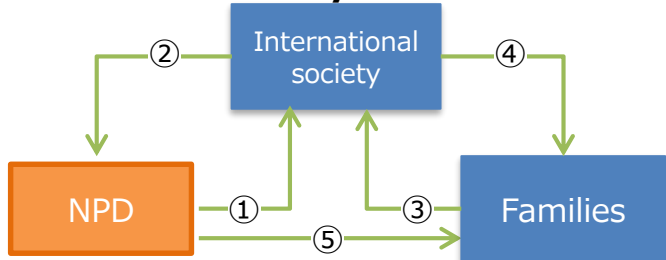 International
society
②
④
NPD
①
③
Families
⑤